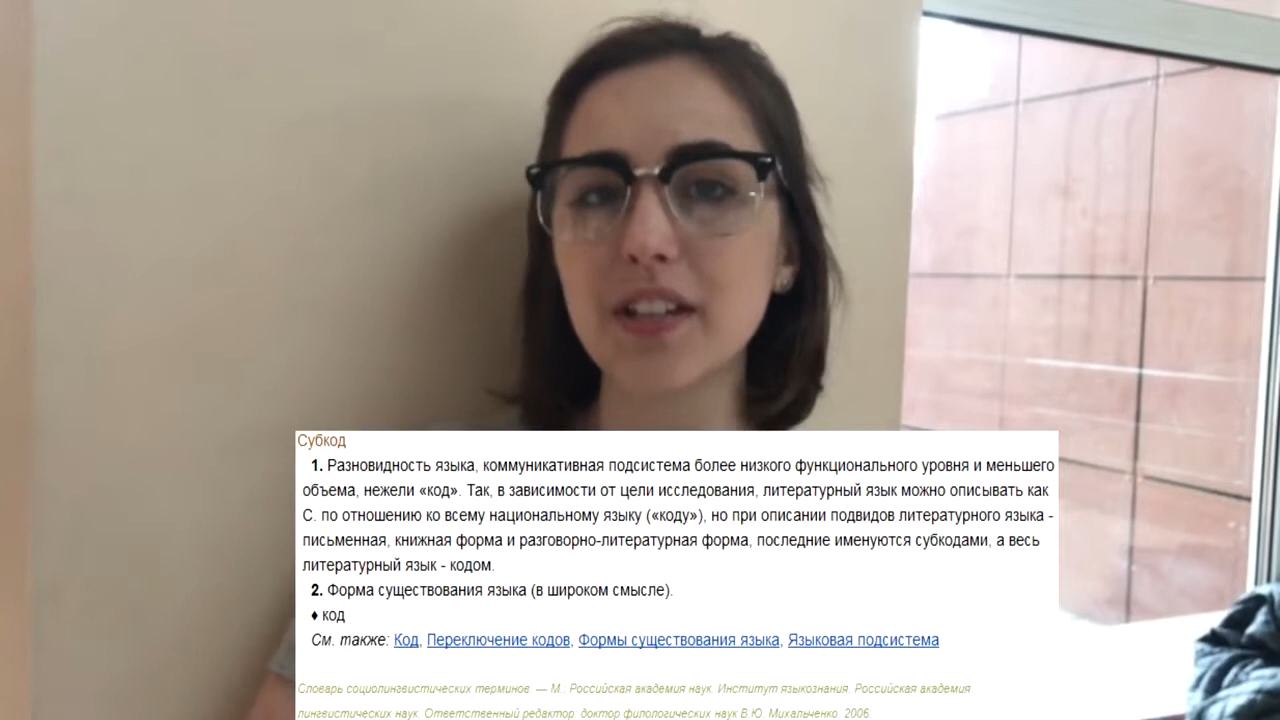 Субкод
1. Разновидность языка, коммуникативная подсистема более низкого функционального уровня и меньшего
объема, нежели «код». Так, в зависимости от цели исследования, литературный язык можно описывать как
С. по отношению ко всему национальному языку («коду»), но при описании подвидов литературного языка -
письменная, книжная форма и разговорно-литературная форма, последние именуются субкодами, а весь
литературный язык - кодом.
2. Форма существования языка (в широком смысле).
♦ код
См. также: Код, Переключение кодов, Формы существования языка, Языковая подсистема
Словарь социолингвистических терминов. — М.: Российская академия наук. Институт языкознания. Российская академия
лингвистических наук. Ответственный редактор: доктор филологических наук В.Ю. Михальченко. 2006.